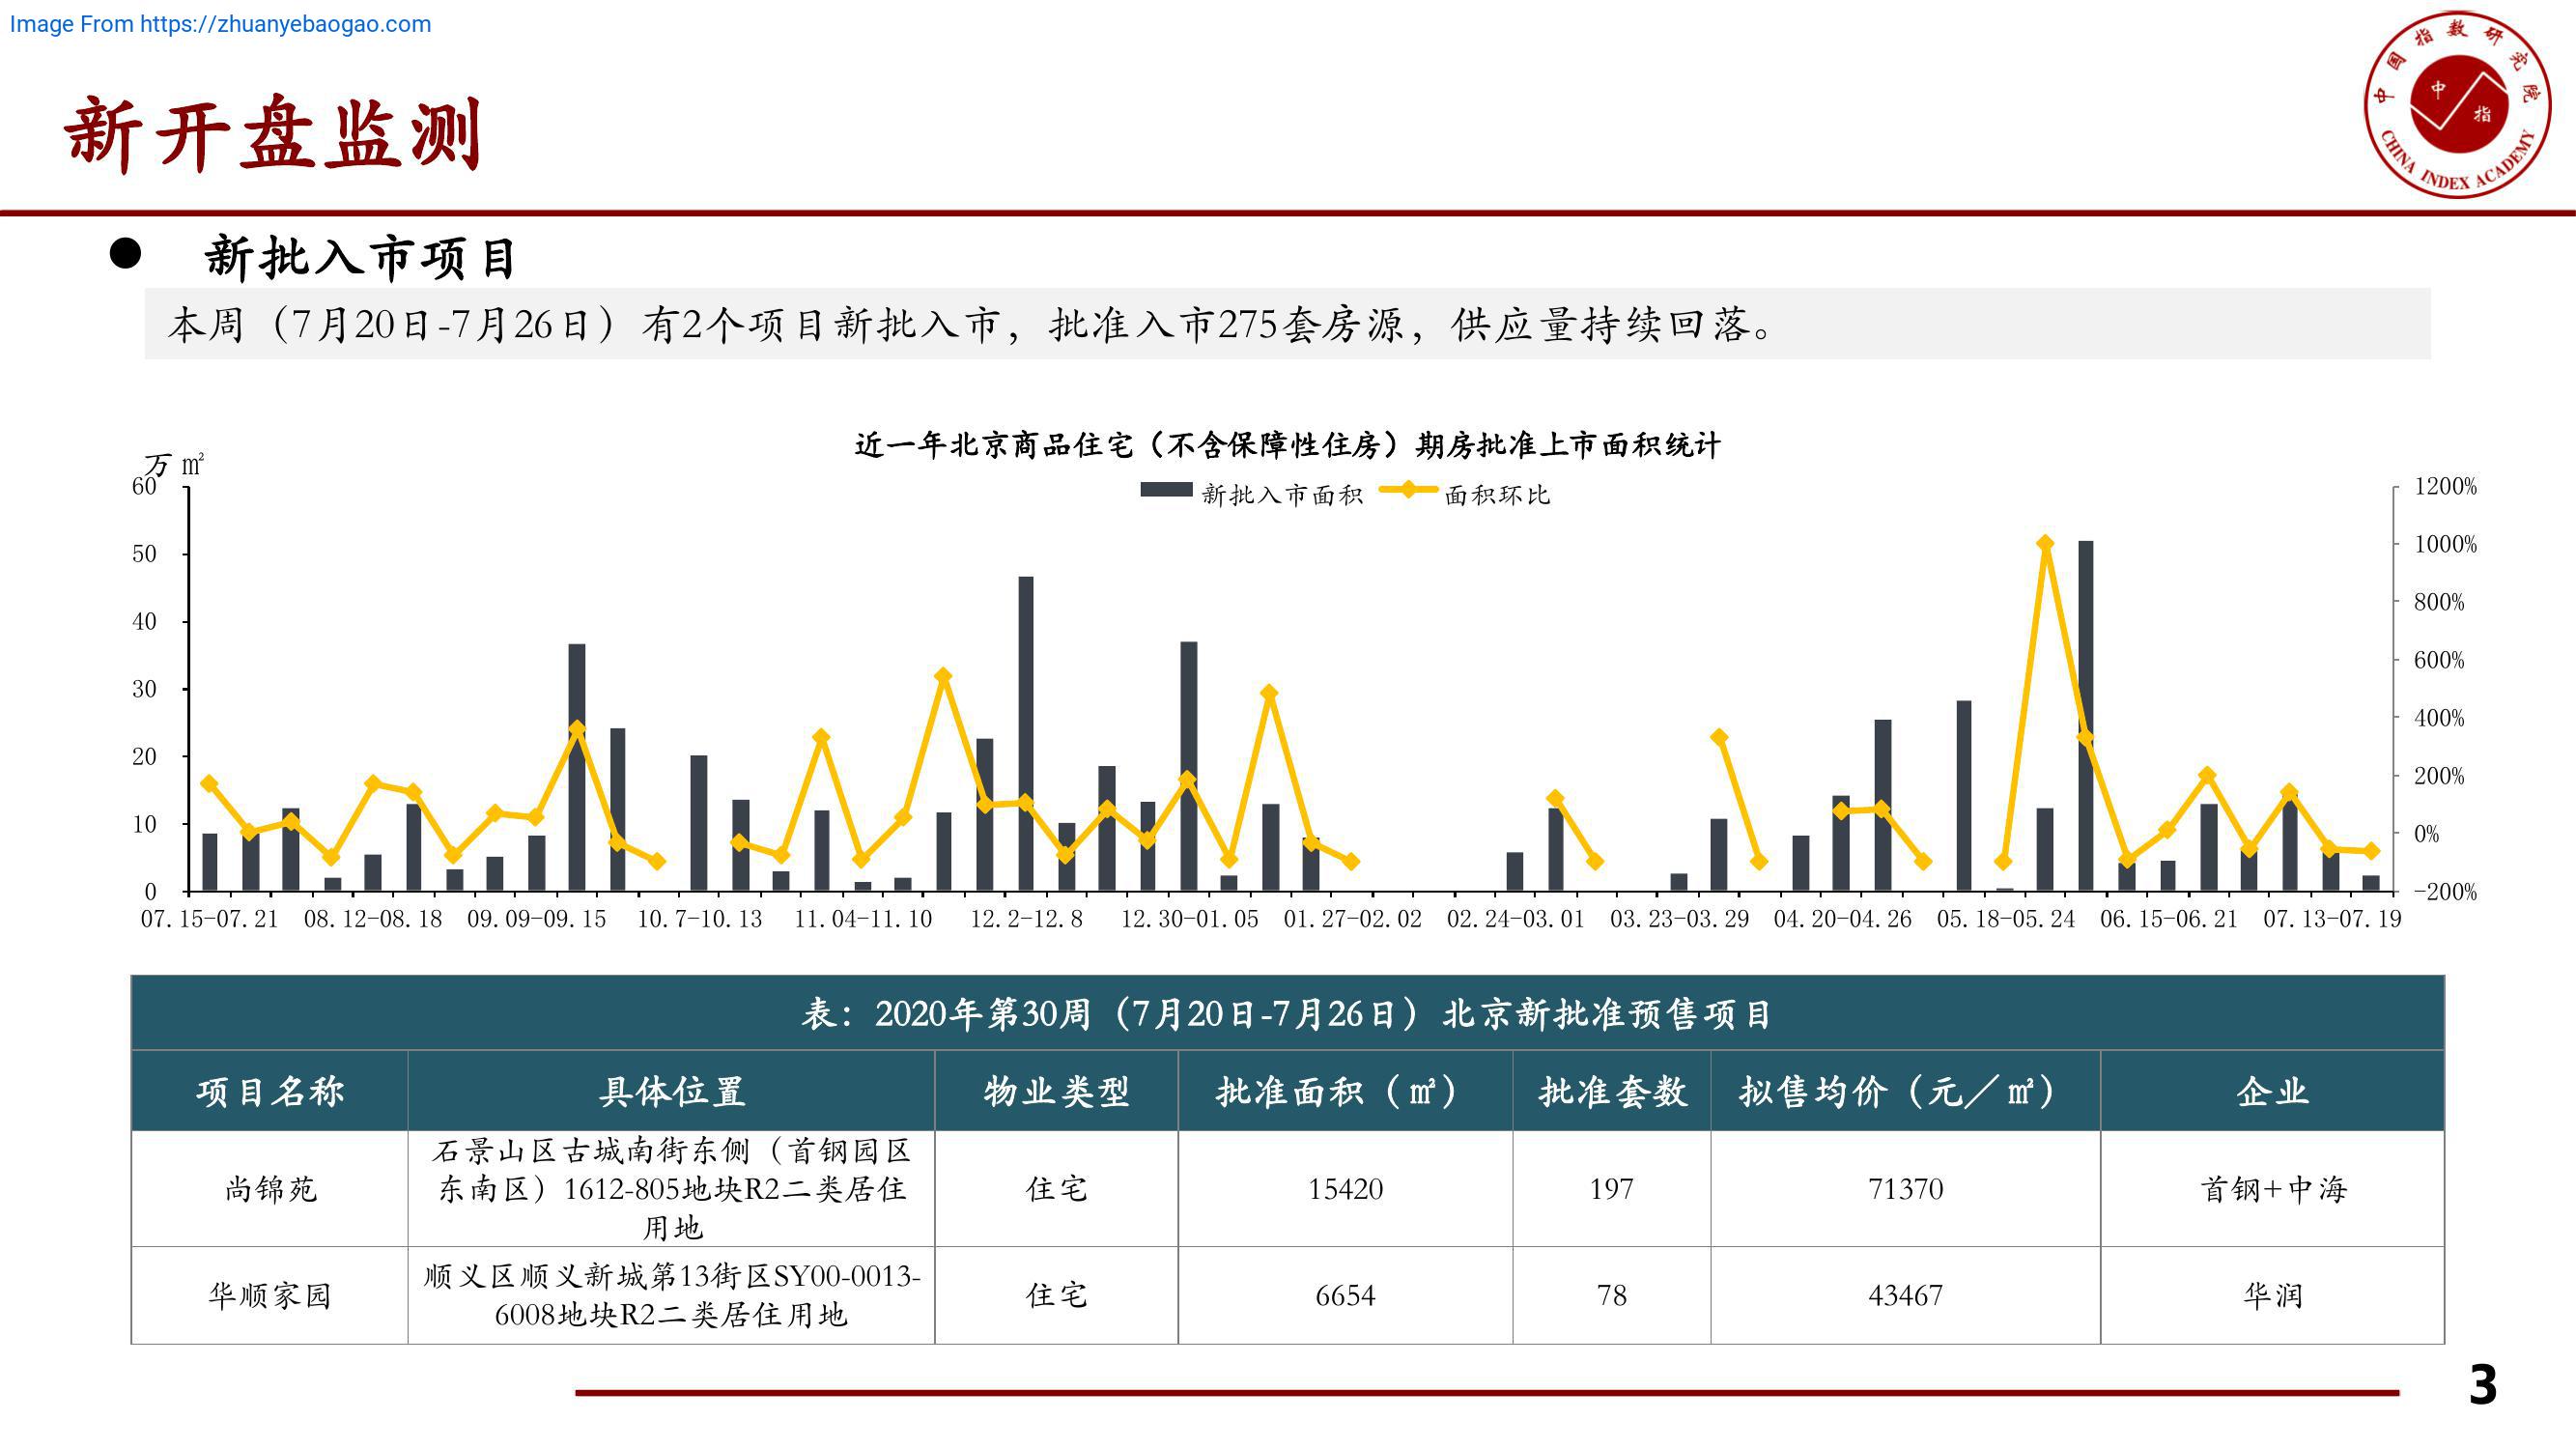 Image From https://zhuanyebaogao.com
中国指数研究院
中
指
CHINA INDEX ACADEMY
新开盘监测
● 新批入市项目
本周（7月20日-7月26日）有2个项目新批入市，批准入市275套房源，供应量持续回落。
近一年北京商品住宅（不含保障性住房）期房批准上市面积统计
万㎡
新批入市面积 面积环比
60
50
40
30
20
10
0
1200%
1000%
800%
600%
400%
200%
0%
-200%
07.15-07.21 08.12-08.18 09.09-09.15 10.7-10.13 11.04-11.10 12.2-12.8 12.30-01.05 01.27-02.02 02.24-03.01 03.23-03.29 04.20-04.26 05.18-05.24 06.15-06.21 07.13-07.19
表：2020年第30周（7月20日-7月26日）北京新批准预售项目
项目名称 具体位置 物业类型 批准面积（㎡） 批准套数 拟售均价（元／㎡） 企业
尚锦苑 石景山区古城南街东侧（首钢园区
东南区）1612-805地块R2二类居住
用地 住宅 15420 197 71370 首钢+中海
华顺家园 顺义区顺义新城第13街区SY00-0013-
6008地块R2二类居住用地 住宅 6654 78 43467 华润
3